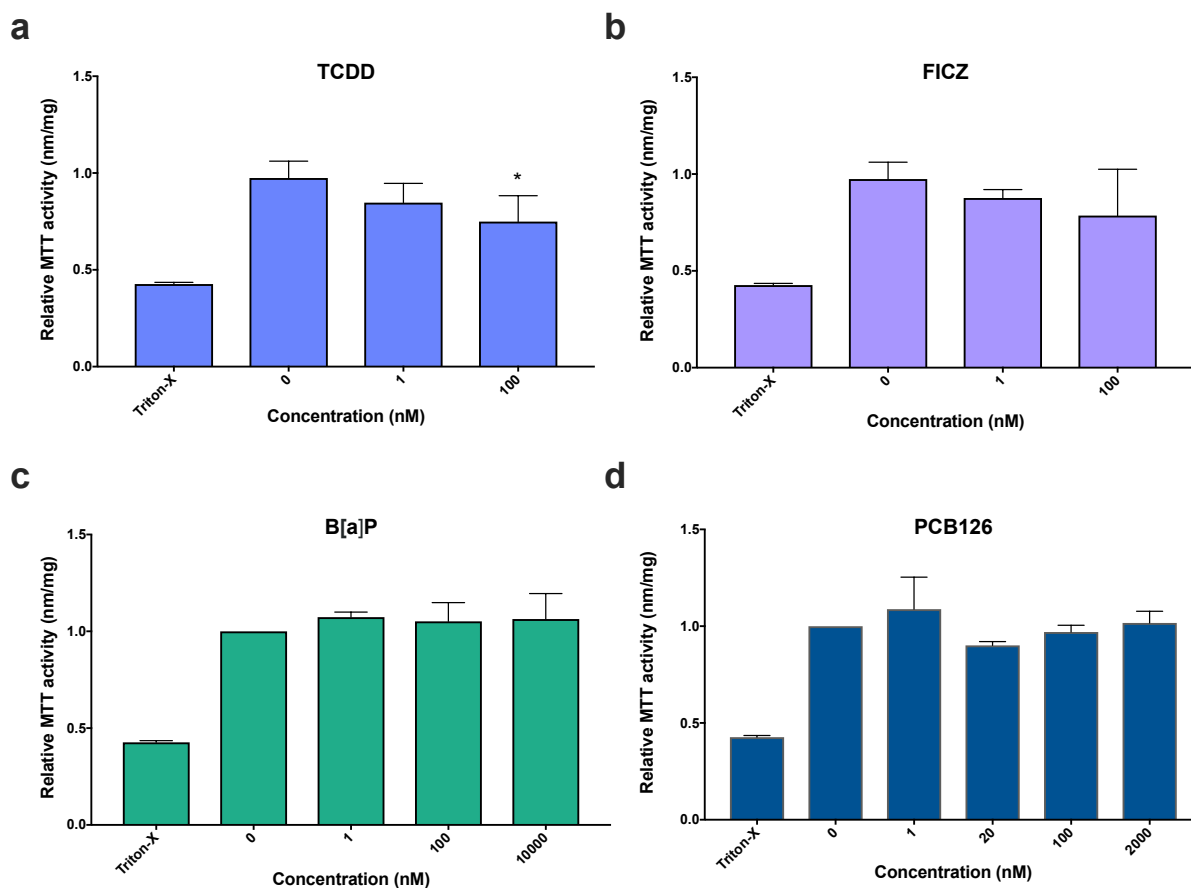 a
TCDD
Relative MTT activity (nm/mg)
1.5
1.0
*
0.5
0.0
Triton-X
0
1
100
Concentration (nM)
b
FICZ
Relative MTT activity (nm/mg)
1.5
1.0
0.5
0.0
Triton-X
0
1
100
Concentration (nM)
c
B[a]P
Relative MTT activity (nm/mg)
1.5
1.0
0.5
0.0
Triton-X
0
1
100
10000
Concentration (nM)
d
PCB126
Relative MTT activity (nm/mg)
1.5
1.0
0.5
0.0
Triton-X
0
1
20
100
2000
Concentration (nM)